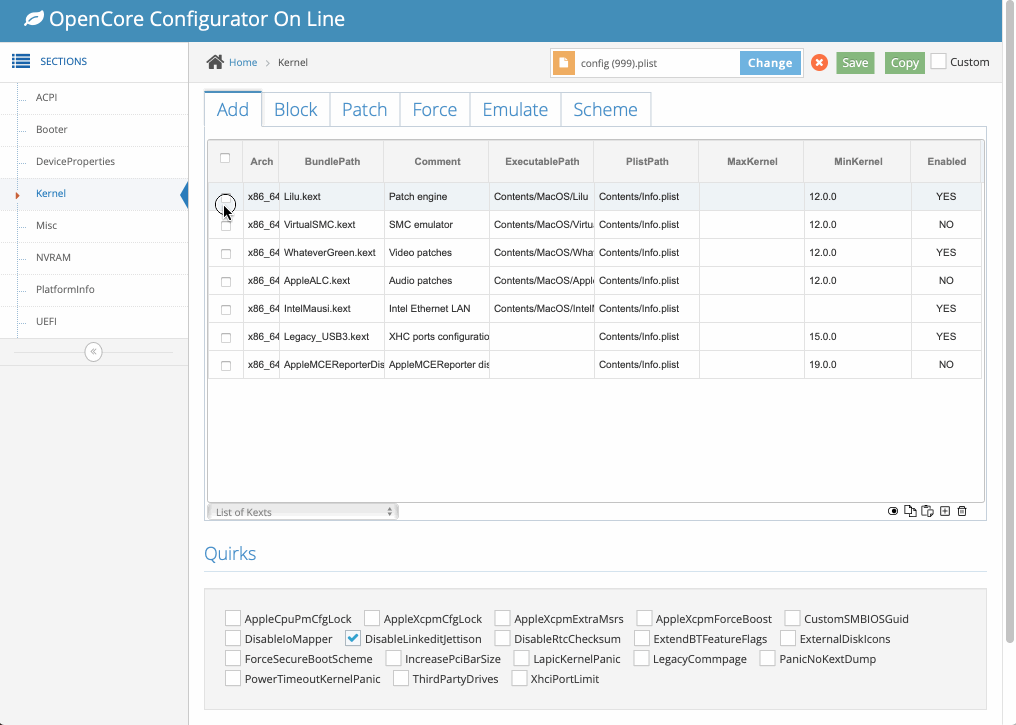 OpenCore Configurator On Line
SECTIONS
Home > Kernel
config (999).plist
Change
Save
Copy
Custom
ACPI
Booter
DeviceProperties
Kernel
Misc
NVRAM
PlatformInfo
UEFI
Add Block Patch Force Emulate Scheme
Arch BundlePath Comment ExecutablePath PlistPath MaxKernel MinKernel Enabled
x86_64 Lilu.kext Patch engine Contents/MacOS/Lilu Contents/Info.plist 12.0.0 YES
x86_64 VirtualSMC.kext SMC emulator Contents/MacOS/Virtu Contents/Info.plist 12.0.0 NO
x86_64 WhateverGreen.kext Video patches Contents/MacOS/What Contents/Info.plist 12.0.0 YES
x86_64 AppleALC.kext Audio patches Contents/MacOS/Apple Contents/Info.plist 12.0.0 NO
x86_64 IntelMausi.kext Intel Ethernet LAN Contents/MacOS/Intel Contents/Info.plist YES
x86_64 Legacy_USB3.kext XHC ports configuratio Contents/Info.plist 15.0.0 YES
x86_64 AppleMCEReporterDis AppleMCEReporter dis Contents/Info.plist 19.0.0 NO
List of Kexts
Quirks
AppleCpuPmCfgLock AppleXcpmCfgLock AppleXcpmExtraMsrs AppleXcpmForceBoost CustomSMBIOSGuid
DisableIoMapper DisableLinkeditJettison DisableRtcChecksum ExtendBTFeatureFlags ExternalDiskIcons
ForceSecureBootScheme IncreasePciBarSize LapicKernelPanic LegacyCommpage PanicNoKextDump
PowerTimeoutKernelPanic ThirdPartyDrives XhciPortLimit